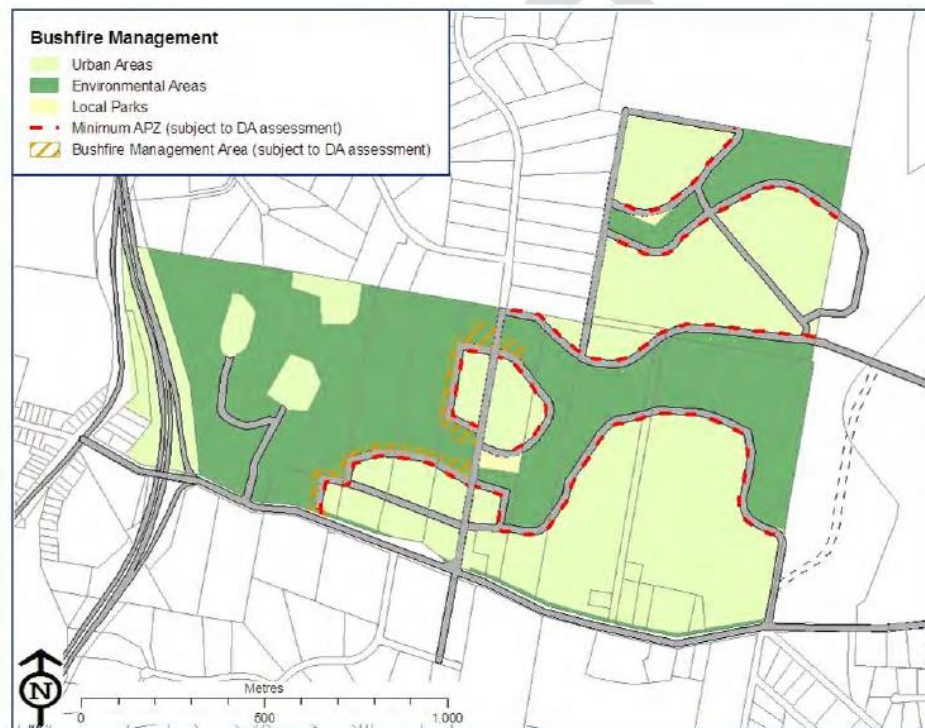 Bushfire Management
Urban Areas
Environmental Areas
Local Parks
Minimum APZ (subject to DA assessment)
Bushfire Management Area (subject to DA assessment)
N
Metres
0 500 1,000